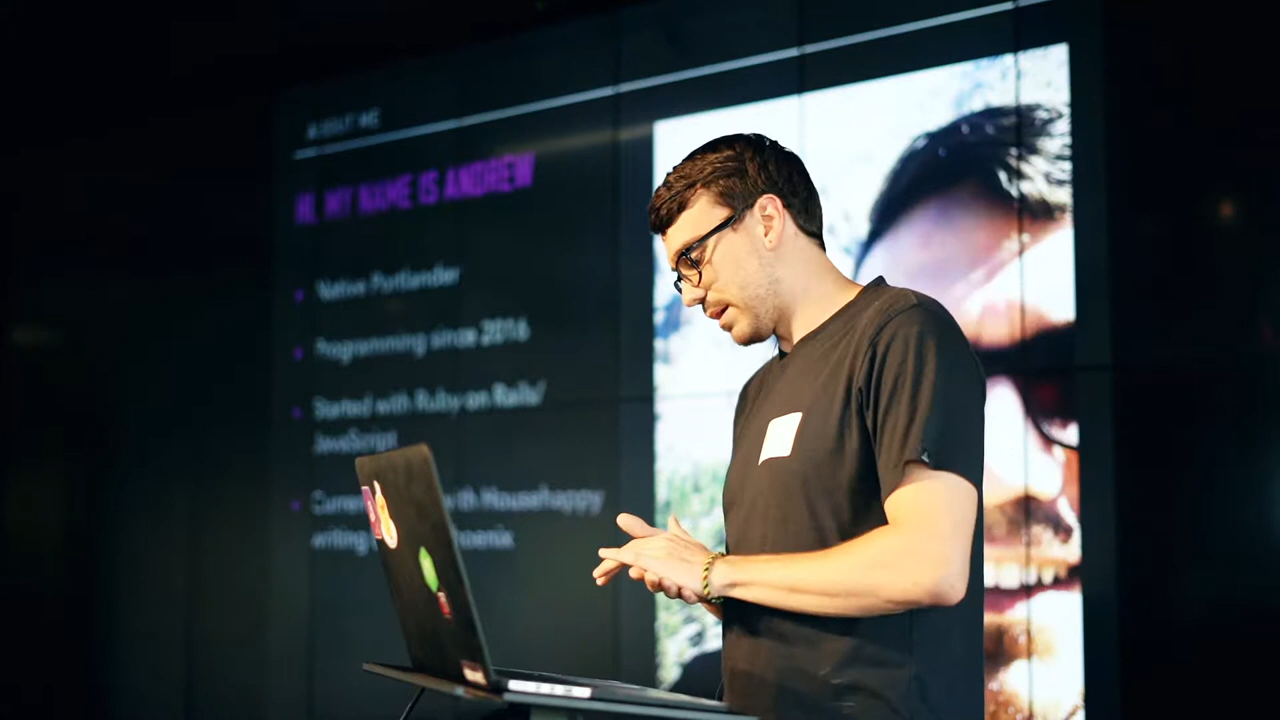 ABOUT ME
HI, MY NAME IS ANDREW
Native Portlander
Programming since 2016
Started with Ruby on Rails/
JavaScript
with Househappy
writing